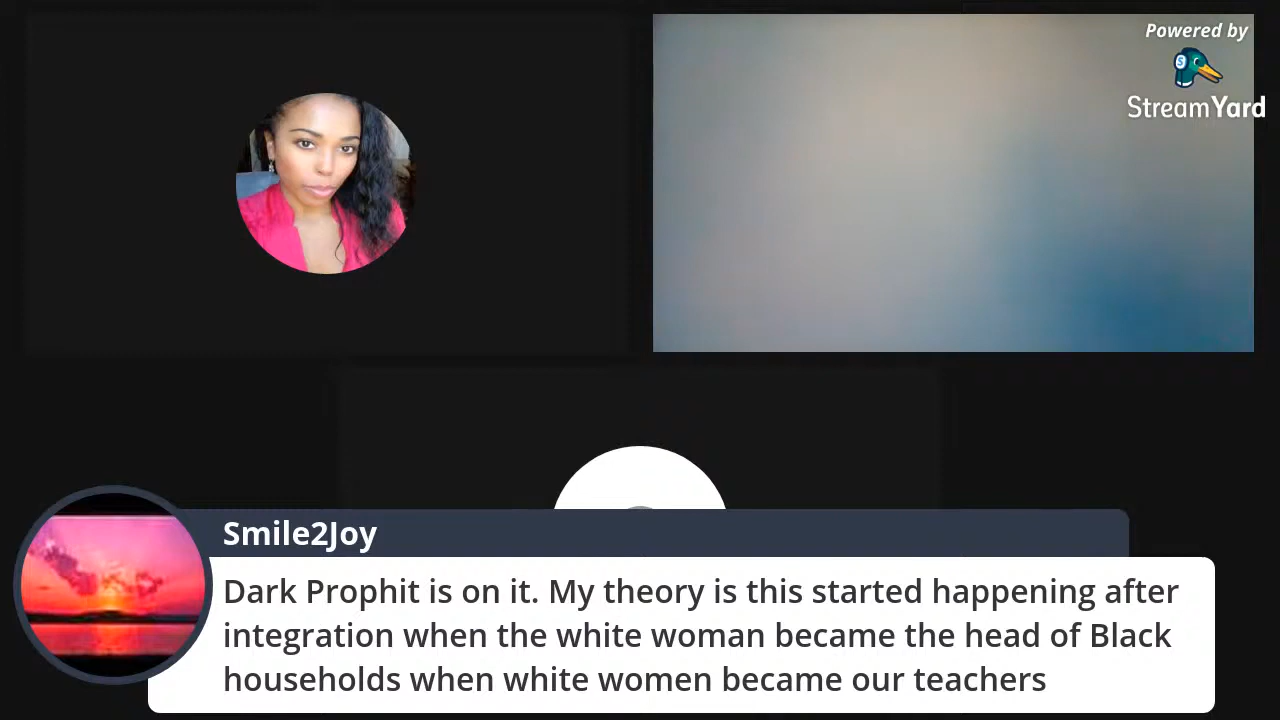 Powered by
StreamYard
Smile2Joy
Dark Prophit is on it. My theory is this started happening after
integration when the white woman became the head of Black
households when white women became our teachers